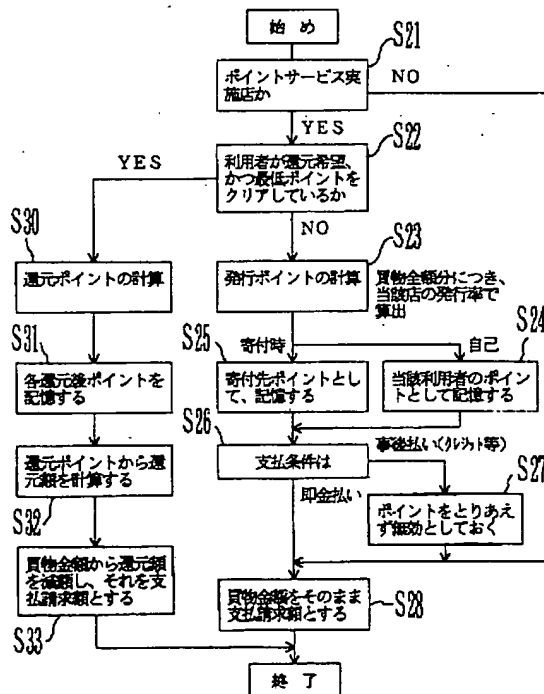 始め
S21
ポイントサービス実
施店か
NO
YES
S22
利用者が還元希望、
かつ最低ポイントを
クリアしているか
YES
NO
S30
還元ポイントの計算
S23
発行ポイントの計算
買物金額分につき、
当該店の発行率で
算出
S31
各還元後ポイントを
記憶する
S25
寄付時
寄付先ポイントとし
て、記憶する
自己
S24
当該利用者のポイン
トとして記憶する
S26
支払条件は
事後払い(クレジット等)
即金払い
S27
ポイントをとりあえ
ず無効としておく
還元ポイントから還
元額を計算する
S32
買物金額から還元額
を減額し、それを支
払請求額とする
S33
買物金額をそのまま
支払請求額とする
S28
終了